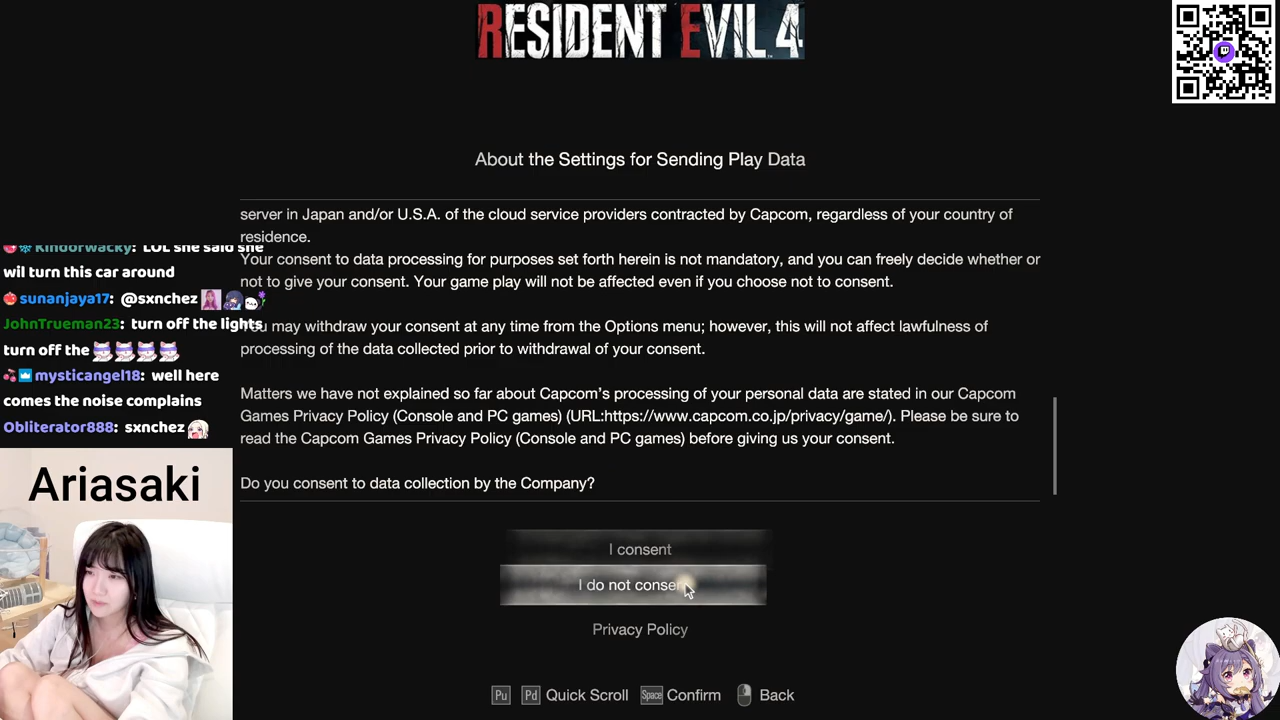 RESIDENT EVIL 4
About the Settings for Sending Play Data
server in Japan and/or U.S.A. of the cloud service providers contracted by Capcom, regardless of your country of
residence.
Your consent to data processing for purposes set forth herein is not mandatory, and you can freely decide whether or
not to give your consent. Your game play will not be affected even if you choose not to consent.
You may withdraw your consent at any time from the Options menu; however, this will not affect lawfulness of
processing of the data collected prior to withdrawal of your consent.
Matters we have not explained so far about Capcom's processing of your personal data are stated in our Capcom
Games Privacy Policy (Console and PC games) (URL:https://www.capcom.co.jp/privacy/game/). Please be sure to
read the Capcom Games Privacy Policy (Console and PC games) before giving us your consent.
Do you consent to data collection by the Company?
I consent
I do not consent
Privacy Policy
Pu Pd Quick Scroll Space Confirm Back
Kindorwacky: LOL she said she
wil turn this car around
sunanjaya17: @sxnchez
JohnTrueman23: turn off the lights
turn off the
mysticangel18: well here
comes the noise complains
Obliterator888: sxnchez
Ariasaki